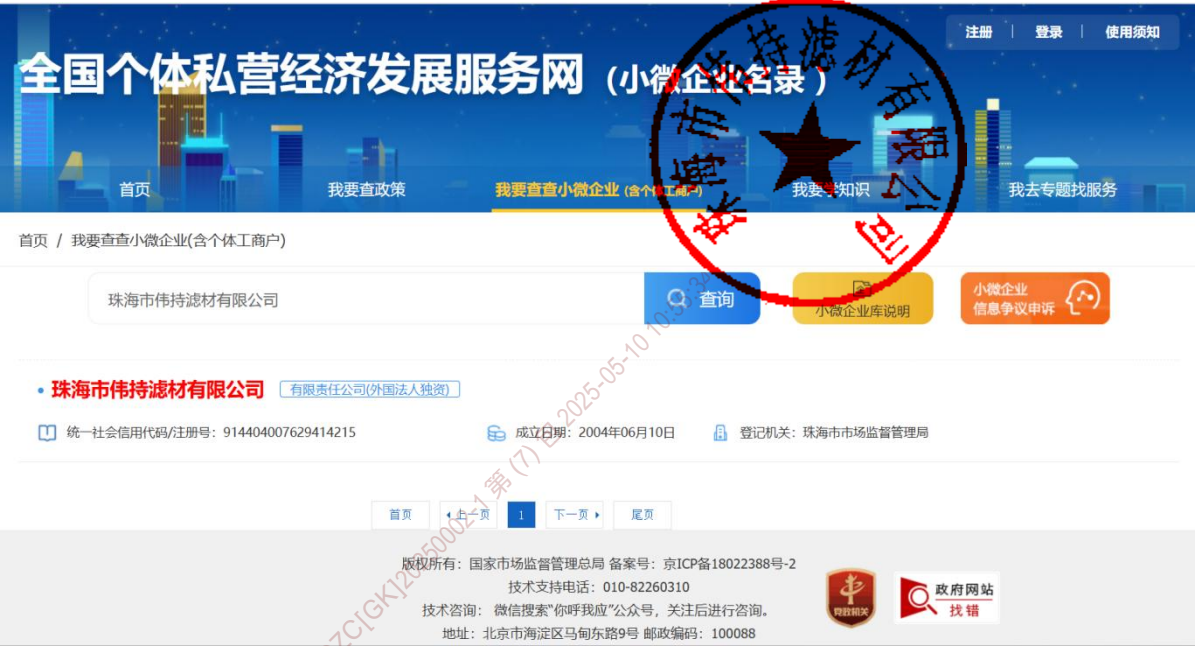 注册 登录 使用须知
全国个体私营经济发展服务网（小微企业名录）
首页 我要查政策 我要查查小微企业 (含个体工商户) 我要学知识 我去专题找服务
珠海市伟持滤材有限公司
首页 / 我要查查小微企业(含个体工商户)
珠海市伟持滤材有限公司 查询 小微企业库说明 小微企业
信息争议申诉
珠海市伟持滤材有限公司 有限责任公司(外国法人独资)
统一社会信用代码/注册号：914404007629414215 成立日期：2004年06月10日 登记机关：珠海市市场监督管理局
首页 上一页 1 下一页 尾页
版权所有：国家市场监督管理总局 备案号：京ICP备18022388号-2
技术支持电话：010-82260310
技术咨询： 微信搜索“你呼我应”公众号，关注后进行咨询。
地址：北京市海淀区马甸东路9号 邮政编码：100088
党政机关
政府网站
找错
2025-05-10